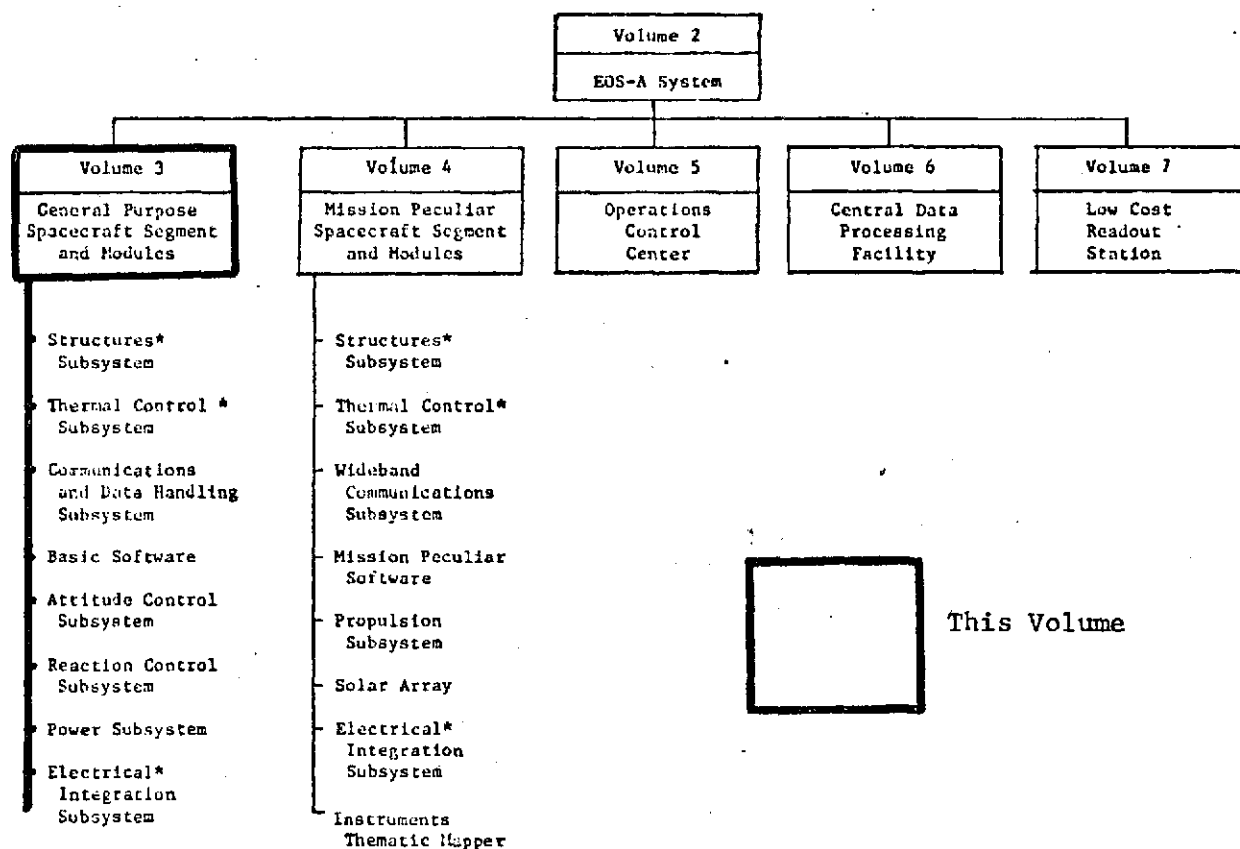 Volume 2
EOS-A System
Volume 3
General Purpose
Spacecraft Segment
and Modules
Volume 4
Mission Peculiar
Spacecraft Segment
and Modules
Volume 5
Operations
Control
Center
Volume 6
Central Data
Processing
Facility
Volume 7
Low Cost
Readout
Station
Structures*
Subsystem
Thermal Control *
Subsystem
Communications
and Data Handling
Subsystem
Basic Software
Attitude Control
Subsystem
Reaction Control
Subsystem
Power Subsystem
Electrical*
Integration
Subsystem
Structures*
Subsystem
Thermal Control*
Subsystem
Wideband
Communications
Subsystem
Mission Peculiar
Software
Propulsion
Subsystem
Solar Array
Electrical*
Integration
Subsystem
Instruments
Thematic Mapper
This Volume